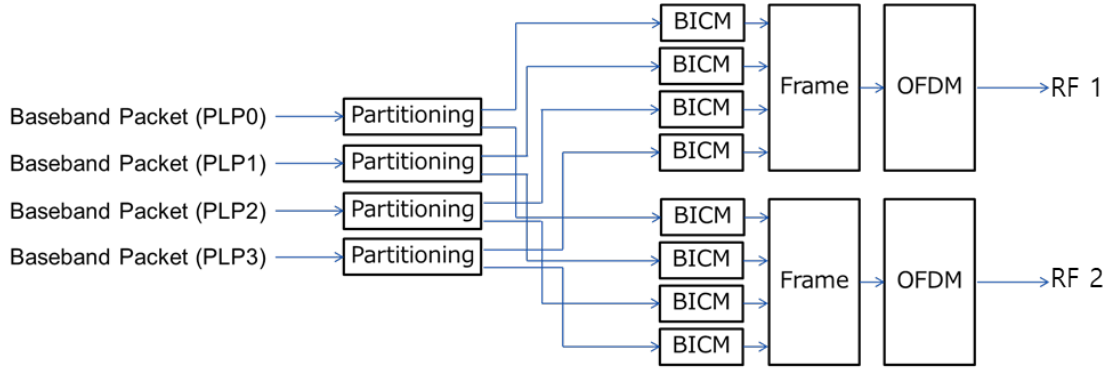 BICM
BICM
BICM
BICM
Frame
OFDM
RF 1
Baseband Packet (PLP0)
Partitioning
Baseband Packet (PLP1)
Partitioning
Baseband Packet (PLP2)
Partitioning
Baseband Packet (PLP3)
Partitioning
BICM
BICM
BICM
BICM
Frame
OFDM
RF 2